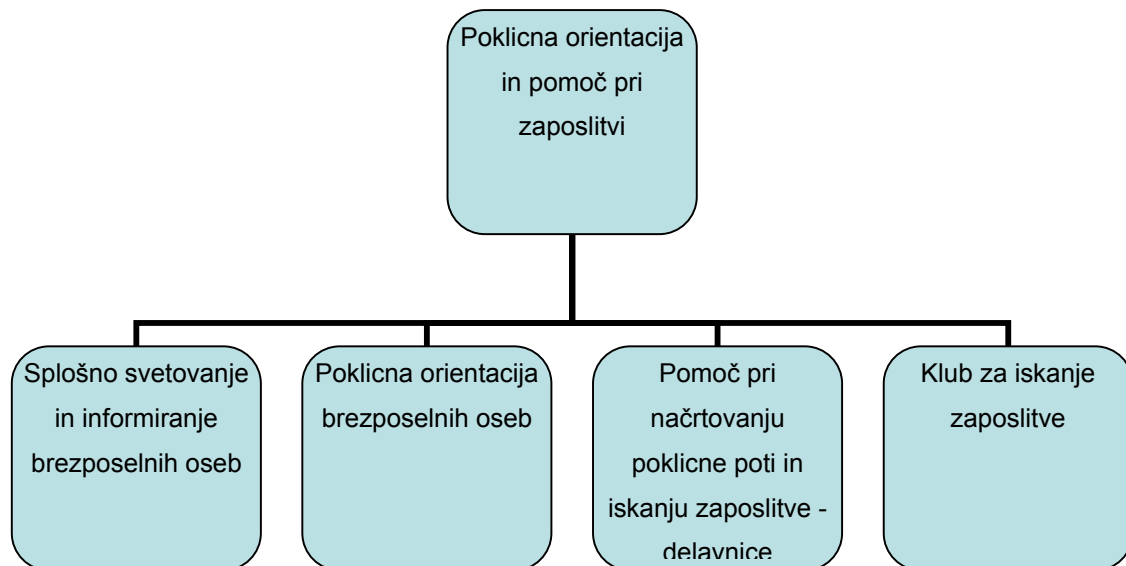 Poklicna orientacija
in pomoč pri
zaposlitvi
Splošno svetovanje
in informiranje
brezposelnih oseb
Poklicna orientacija
brezposelnih oseb
Pomoč pri
načrtovanju
poklicne poti in
iskanju zaposlitve -
delavnice
Klub za iskanje
zaposlitve